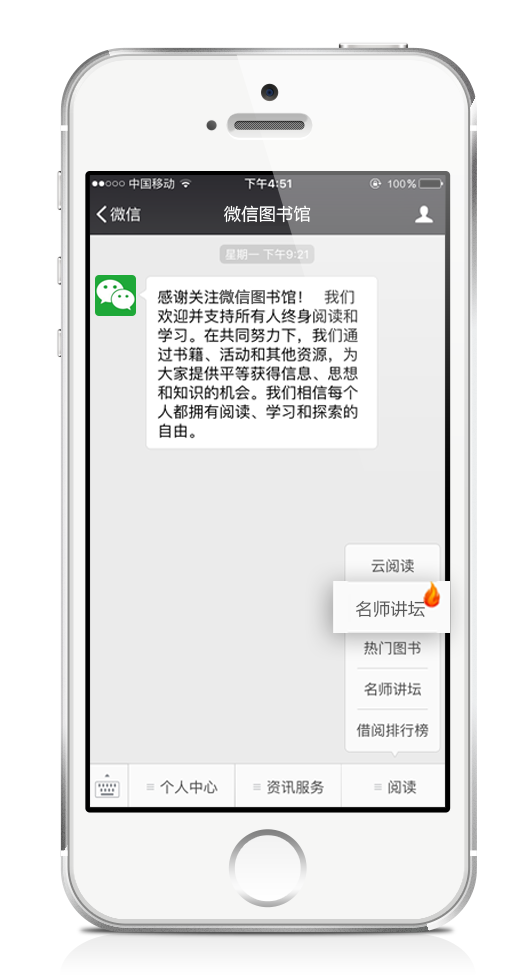 中国移动 下午4:51 100%
微信 微信图书馆
星期一 下午9:21
感谢关注微信图书馆！ 我们
欢迎并支持所有人终身阅读和
学习。在共同努力下，我们通
过书籍、活动和其他资源，为
大家提供平等获得信息、思想
和知识的机会。我们相信每个
人都拥有阅读、学习和探索的
自由。
云阅读
名师讲坛
热门图书
名师讲坛
借阅排行榜
个人中心 资讯服务 阅读